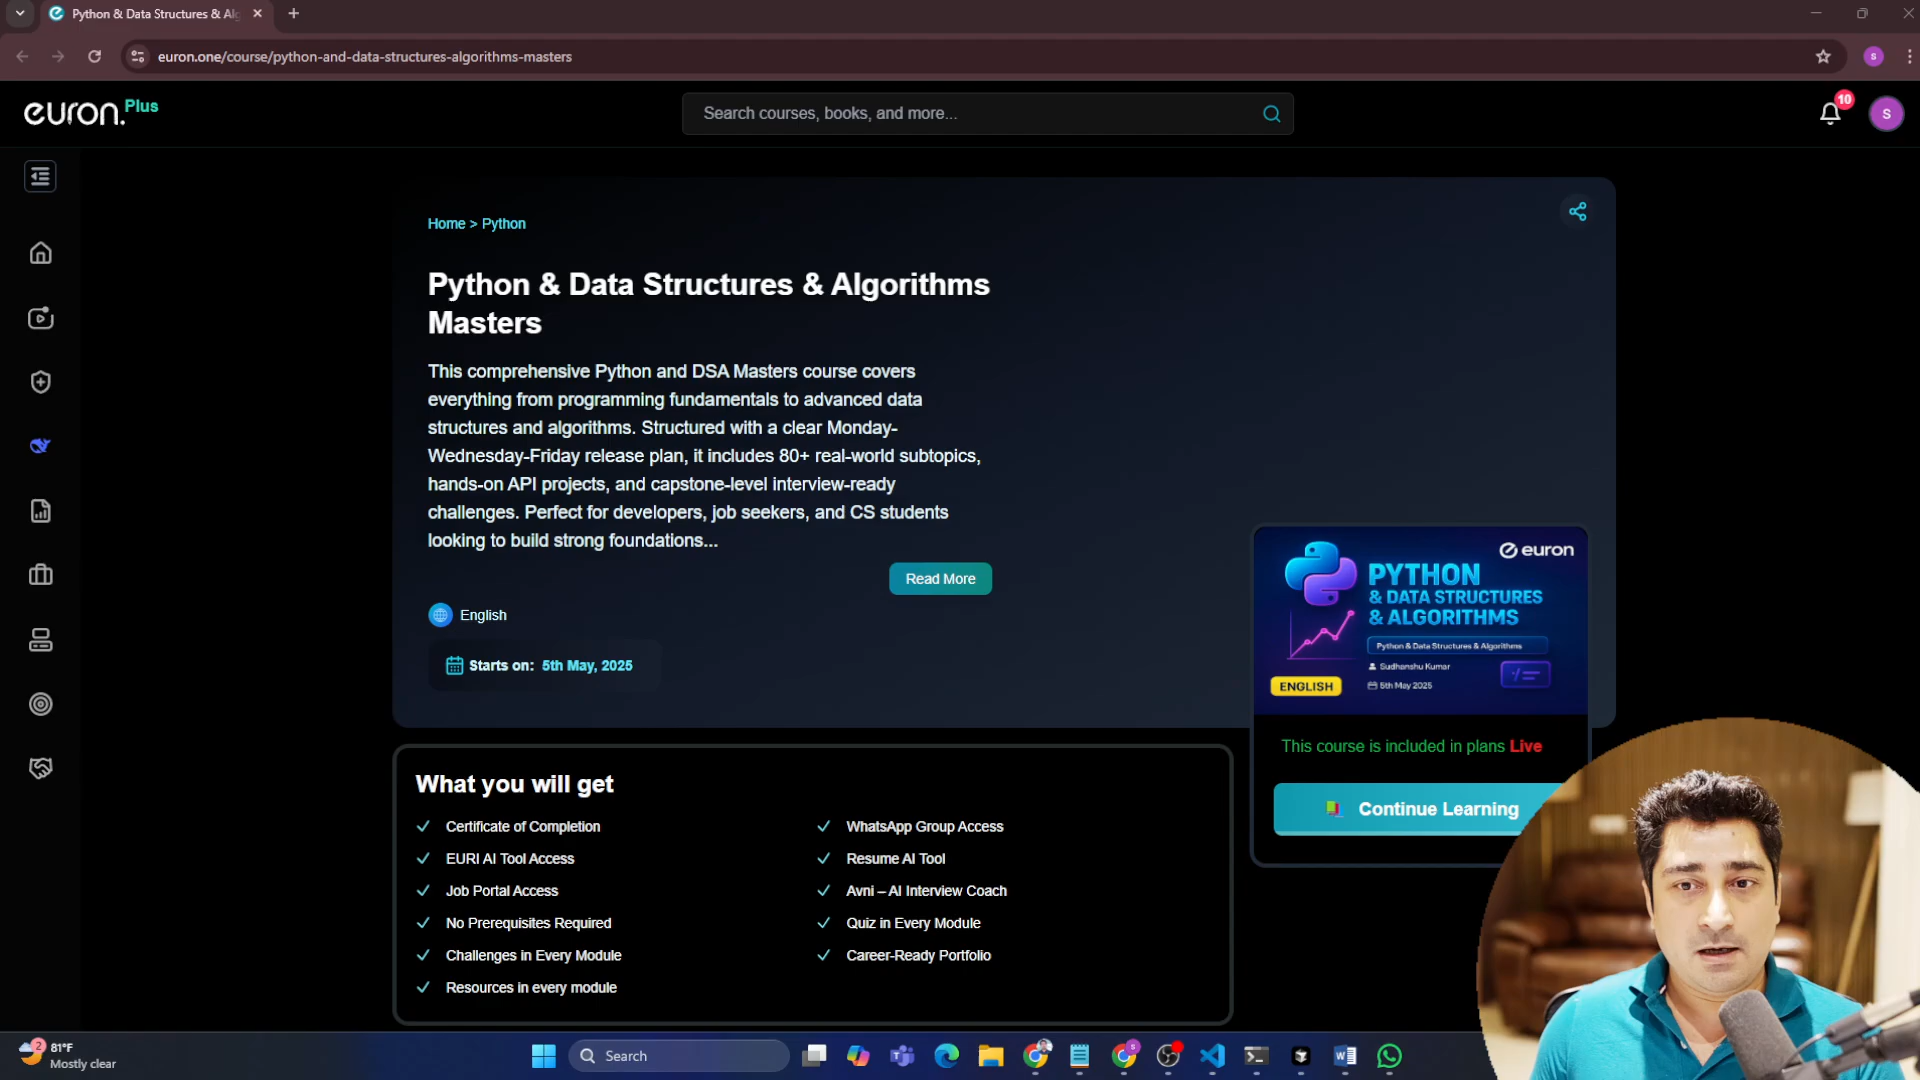 Python & Data Structures & Alg
euron.one/course/python-and-data-structures-algorithms-masters
S
euron.Plus
Search courses, books, and more...
10
S
Home > Python
Python & Data Structures & Algorithms
Masters
This comprehensive Python and DSA Masters course covers
everything from programming fundamentals to advanced data
structures and algorithms. Structured with a clear Monday-
Wednesday-Friday release plan, it includes 80+ real-world subtopics,
hands-on API projects, and capstone-level interview-ready
challenges. Perfect for developers, job seekers, and CS students
looking to build strong foundations...
Read More
English
Starts on: 5th May, 2025
euron
PYTHON
& DATA STRUCTURES
& ALGORITHMS
Python & Data Structures & Algorithms
Sudhanshu Kumar
5th May 2025
ENGLISH
This course is included in plans Live
Continue Learning
What you will get
Certificate of Completion
EURI AI Tool Access
Job Portal Access
No Prerequisites Required
Challenges in Every Module
Resources in every module
WhatsApp Group Access
Resume AI Tool
Avni – AI Interview Coach
Quiz in Every Module
Career-Ready Portfolio
2
81°F
Mostly clear
Search